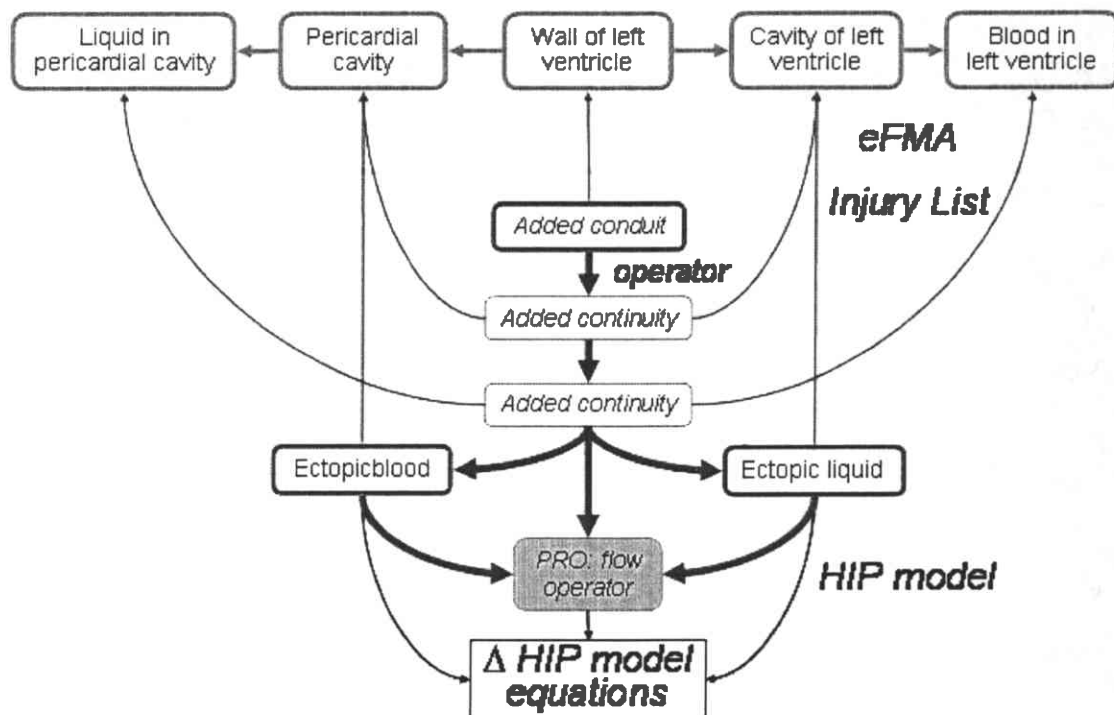 Liquid in
pericardial cavity
Pericardial
cavity
Wall of left
ventricle
Cavity of left
ventricle
Blood in
left ventricle
eFMA
Injury List
Added conduit
operator
Added continuity
Added continuity
Ectopicblood
Ectopic liquid
PRO: flow
operator
HIP model
Δ HIP model
equations